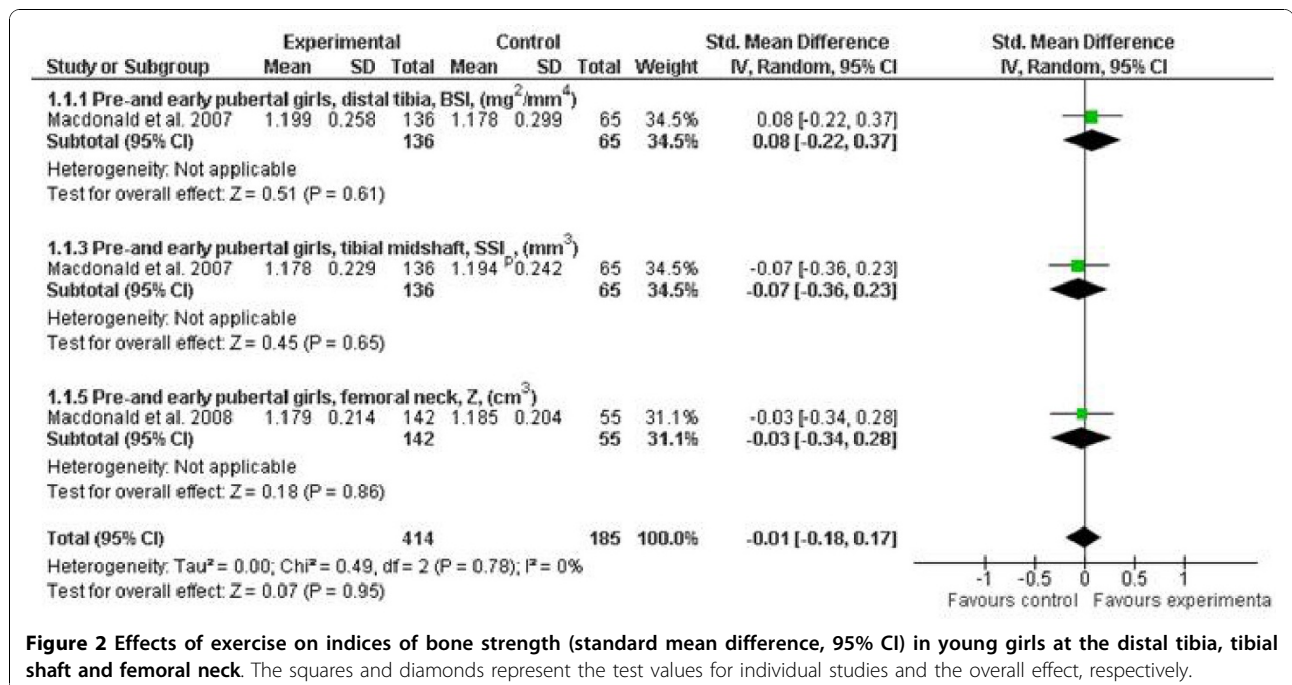 Experimental Control Std. Mean Difference Std. Mean Difference
Study or Subgroup Mean SD Total Mean SD Total Weight IV, Random, 95% CI IV, Random, 95% CI
1.1.1 Pre-and early pubertal girls, distal tibia, BSI, (mg²/mm⁴)
Macdonald et al. 2007 1.199 0.258 136 1.178 0.299 65 34.5% 0.08 [-0.22, 0.37]
Subtotal (95% CI) 136 65 34.5% 0.08 [-0.22, 0.37]
Heterogeneity: Not applicable
Test for overall effect: Z = 0.51 (P = 0.61)
1.1.3 Pre-and early pubertal girls, tibial midshaft, SSI p, (mm³)
Macdonald et al. 2007 1.178 0.229 136 1.194 0.242 65 34.5% -0.07 [-0.36, 0.23]
Subtotal (95% CI) 136 65 34.5% -0.07 [-0.36, 0.23]
Heterogeneity: Not applicable
Test for overall effect: Z = 0.45 (P = 0.65)
1.1.5 Pre-and early pubertal girls, femoral neck, Z, (cm³)
Macdonald et al. 2008 1.179 0.214 142 1.185 0.204 55 31.1% -0.03 [-0.34, 0.28]
Subtotal (95% CI) 142 55 31.1% -0.03 [-0.34, 0.28]
Heterogeneity: Not applicable
Test for overall effect: Z = 0.18 (P = 0.86)
Total (95% CI) 414 185 100.0% -0.01 [-0.18, 0.17]
Heterogeneity: Tau² = 0.00; Chi² = 0.49, df = 2 (P = 0.78); I² = 0%
Test for overall effect: Z = 0.07 (P = 0.95)
-1 -0.5 0 0.5 1
Favours control Favours experimenta
Figure 2 Effects of exercise on indices of bone strength (standard mean difference, 95% CI) in young girls at the distal tibia, tibial
shaft and femoral neck. The squares and diamonds represent the test values for individual studies and the overall effect, respectively.